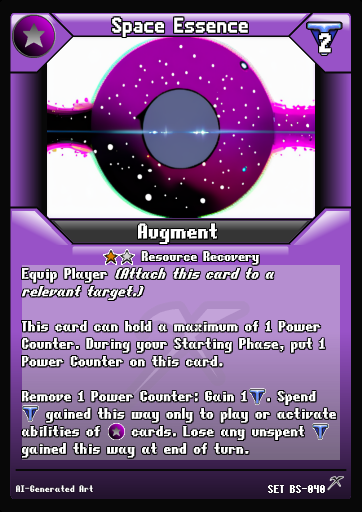 Space Essence
2
Augment
Resource Recovery
Equip Player (Attach this card to a
relevant target.)
This card can hold a maximum of 1 Power
Counter. During your Starting Phase, put 1
Power Counter on this card.
Remove 1 Power Counter: Gain 1 . Spend
gained this way only to play or activate
abilities of cards. Lose any unspent
gained this way at end of turn.
AI-Generated Art
SET BS-040